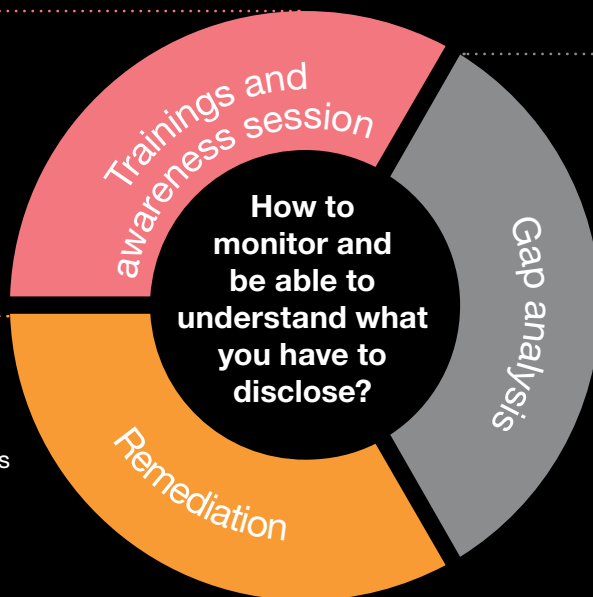 Trainings and
awareness session
How to
monitor and
be able to
understand what
you have to
disclose?
Gap analysis
Remediation
s